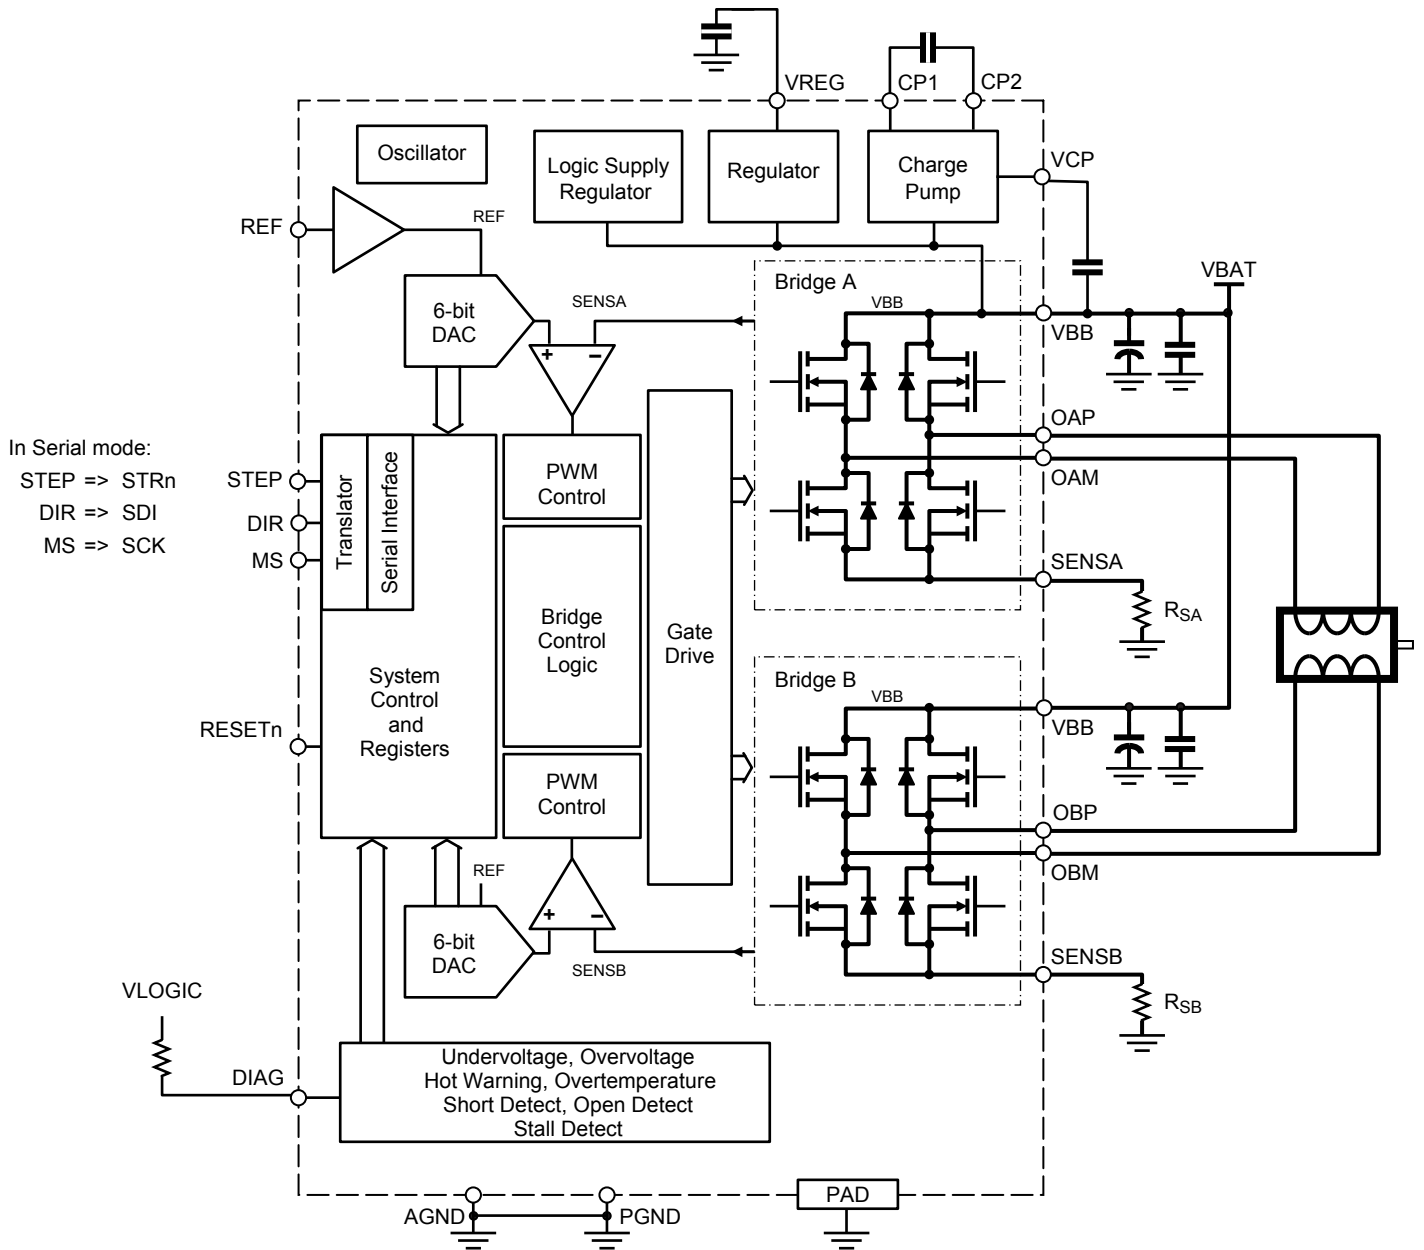 VREG
CP1
CP2
Oscillator
Logic Supply
Regulator
Regulator
Charge
Pump
VCP
REF
REF
6-bit
DAC
SENSA
+
−
Bridge A
VBB
VBAT
VBB
OAP
OAM
In Serial mode:
STEP => STRn
DIR => SDI
MS => SCK
STEP
DIR
MS
Translator
Serial Interface
PWM
Control
SENSA
RSA
Bridge
Control
Logic
Gate
Drive
System
Control
and
Registers
RESETn
Bridge B
VBB
VBB
PWM
Control
OBP
OBM
REF
6-bit
DAC
+
−
SENSB
SENSB
RSB
VLOGIC
DIAG
Undervoltage, Overvoltage
Hot Warning, Overtemperature
Short Detect, Open Detect
Stall Detect
AGND
PGND
PAD